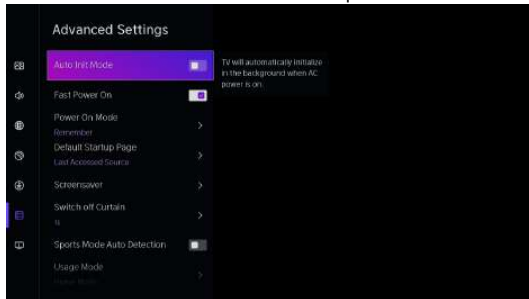 Advanced Settings
Auto Init Mode
TV will automatically initialize
in the background when AC
power is on.
Fast Power On
Power On Mode
Remember
Default Startup Page
Last Accessed Source
Screensaver
Switch off Curtain
Sports Mode Auto Detection
Usage Mode